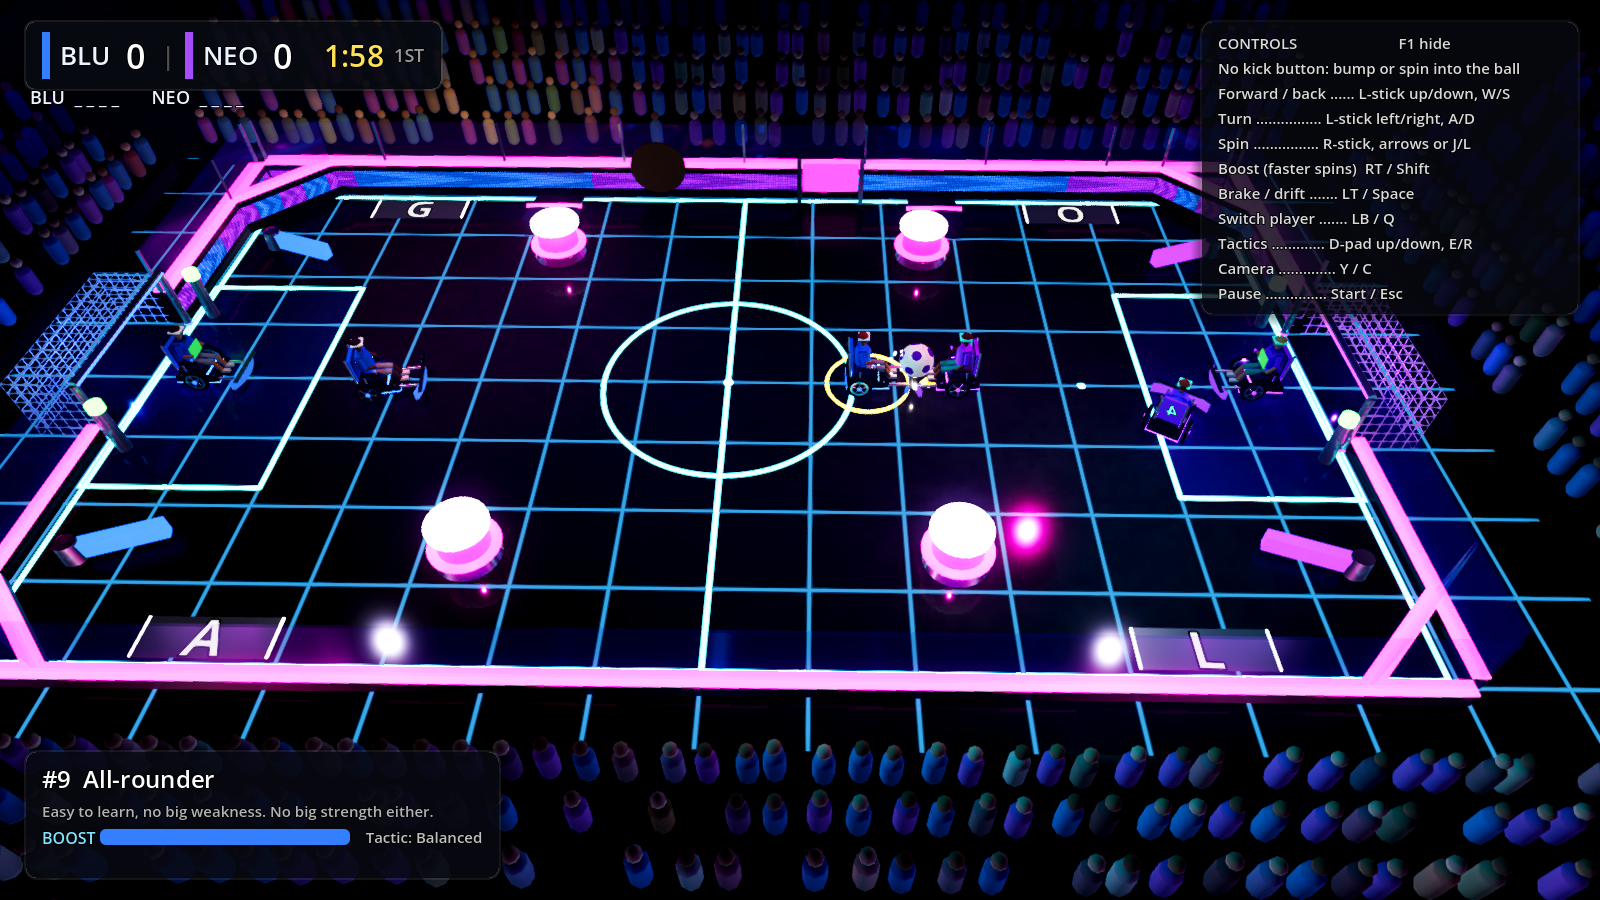 BLU 0 | NEO 0 1:58 1ST
BLU _ _ _ _ NEO _ _ _ _
CONTROLS F1 hide
No kick button: bump or spin into the ball
Forward / back ...... L-stick up/down, W/S
Turn ............... L-stick left/right, A/D
Spin ................ R-stick, arrows or J/L
Boost (faster spins) RT / Shift
Brake / drift ....... LT / Space
Switch player ....... LB / Q
Tactics ............. D-pad up/down, E/R
Camera .............. Y / C
Pause ............... Start / Esc
G
O
A
A
L
#9 All-rounder
Easy to learn, no big weakness. No big strength either.
BOOST Tactic: Balanced